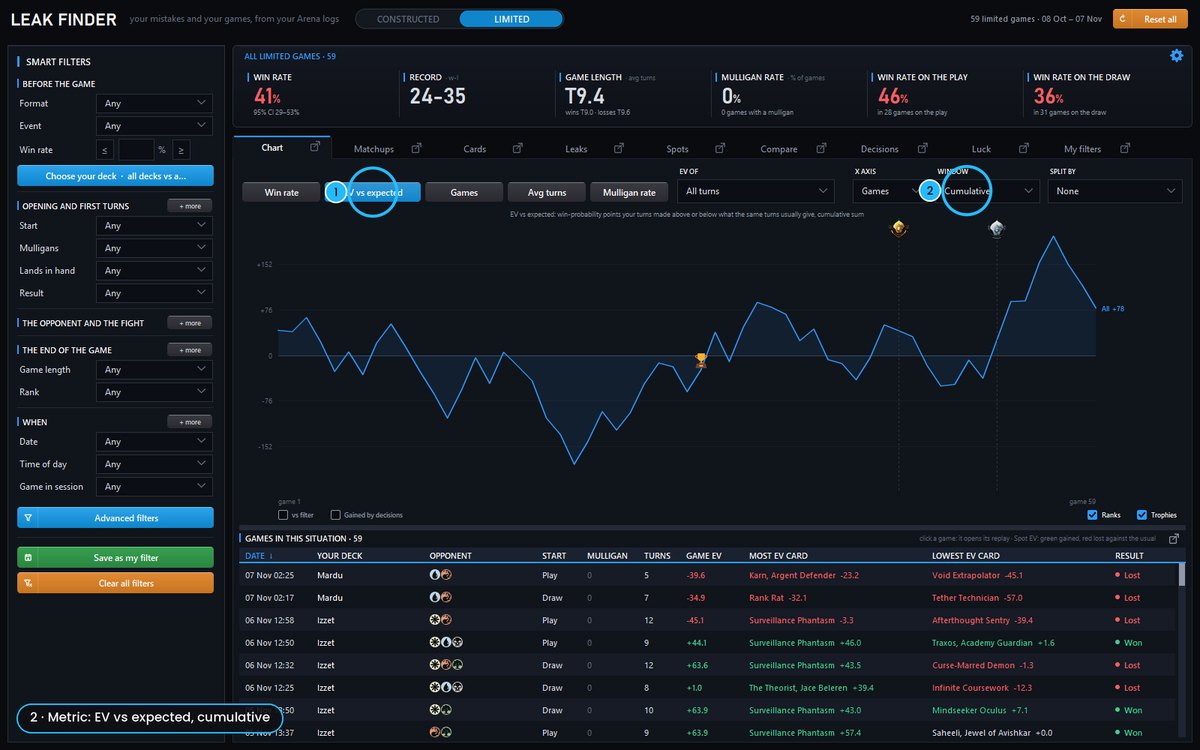 LEAK FINDER your mistakes and your games, from your Arena logs CONSTRUCTED LIMITED 59 limited games · 08 Oct – 07 Nov Reset all
SMART FILTERS
BEFORE THE GAME
Format Any
Event Any
Win rate ≤ % ≥
Choose your deck · all decks vs a...
OPENING AND FIRST TURNS + more
Start Any
Mulligans Any
Lands in hand Any
Result Any
THE OPPONENT AND THE FIGHT + more
THE END OF THE GAME + more
Game length Any
Rank Any
WHEN + more
Date Any
Time of day Any
Game in session Any
Advanced filters
Save as my filter
Clear all filters
ALL LIMITED GAMES · 59
WIN RATE
41%
95% CI 29–53%
RECORD · w-l
24-35
GAME LENGTH · avg turns
T9.4
wins T9.0 · losses T9.6
MULLIGAN RATE · % of games
0%
0 games with a mulligan
WIN RATE ON THE PLAY
46%
in 28 games on the play
WIN RATE ON THE DRAW
36%
in 31 games on the draw
Chart Matchups Cards Leaks Spots Compare Decisions Luck My filters
EV OF X AXIS WINDOW SPLIT BY
Win rate 1 vs expected Games Avg turns Mulligan rate All turns Games 2 Cumulative None
EV vs expected: win-probability points your turns made above or below what the same turns usually give, cumulative sum
+152
+76
0
-76
-152
All +78
game 1 game 59
vs filter Gained by decisions Ranks Trophies
GAMES IN THIS SITUATION · 59 click a game: it opens its replay · Spot EV: green gained, red lost against the usual
DATE ↓ YOUR DECK OPPONENT START MULLIGAN TURNS GAME EV MOST EV CARD LOWEST EV CARD RESULT
07 Nov 02:25 Mardu Play 0 5 -39.6 Karn, Argent Defender -23.2 Void Extrapolator -45.1 Lost
07 Nov 02:17 Mardu Draw 0 7 -34.9 Rank Rat -32.1 Tether Technician -57.0 Lost
06 Nov 12:58 Izzet Play 0 12 -45.1 Surveillance Phantasm -3.3 Afterthought Sentry -39.4 Lost
06 Nov 12:50 Izzet Play 0 9 +44.1 Surveillance Phantasm +46.0 Traxos, Academy Guardian +1.6 Won
06 Nov 12:32 Izzet Draw 0 12 +63.6 Surveillance Phantasm +43.5 Curse-Marred Demon -1.3 Lost
06 Nov 12:25 Izzet Draw 0 8 +1.0 The Theorist, Jace Beleren +39.4 Infinite Coursework -12.3 Lost
:50 Izzet Draw 0 10 +63.9 Surveillance Phantasm +43.0 Mindseeker Oculus +7.1 Won
13:37 Izzet Play 0 9 +63.9 Surveillance Phantasm +57.4 Saheeli, Jewel of Avishkar +0.0 Won
2 · Metric: EV vs expected, cumulative